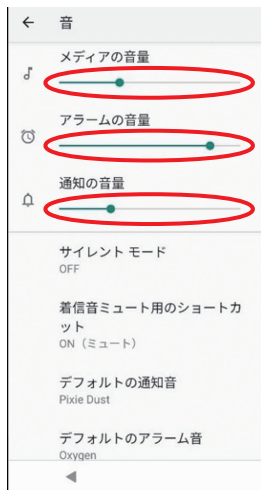 音
メディアの音量
アラームの音量
通知の音量
サイレント モード
OFF
着信音ミュート用のショートカ
ット
ON（ミュート）
デフォルトの通知音
Pixie Dust
デフォルトのアラーム音
Oxygen